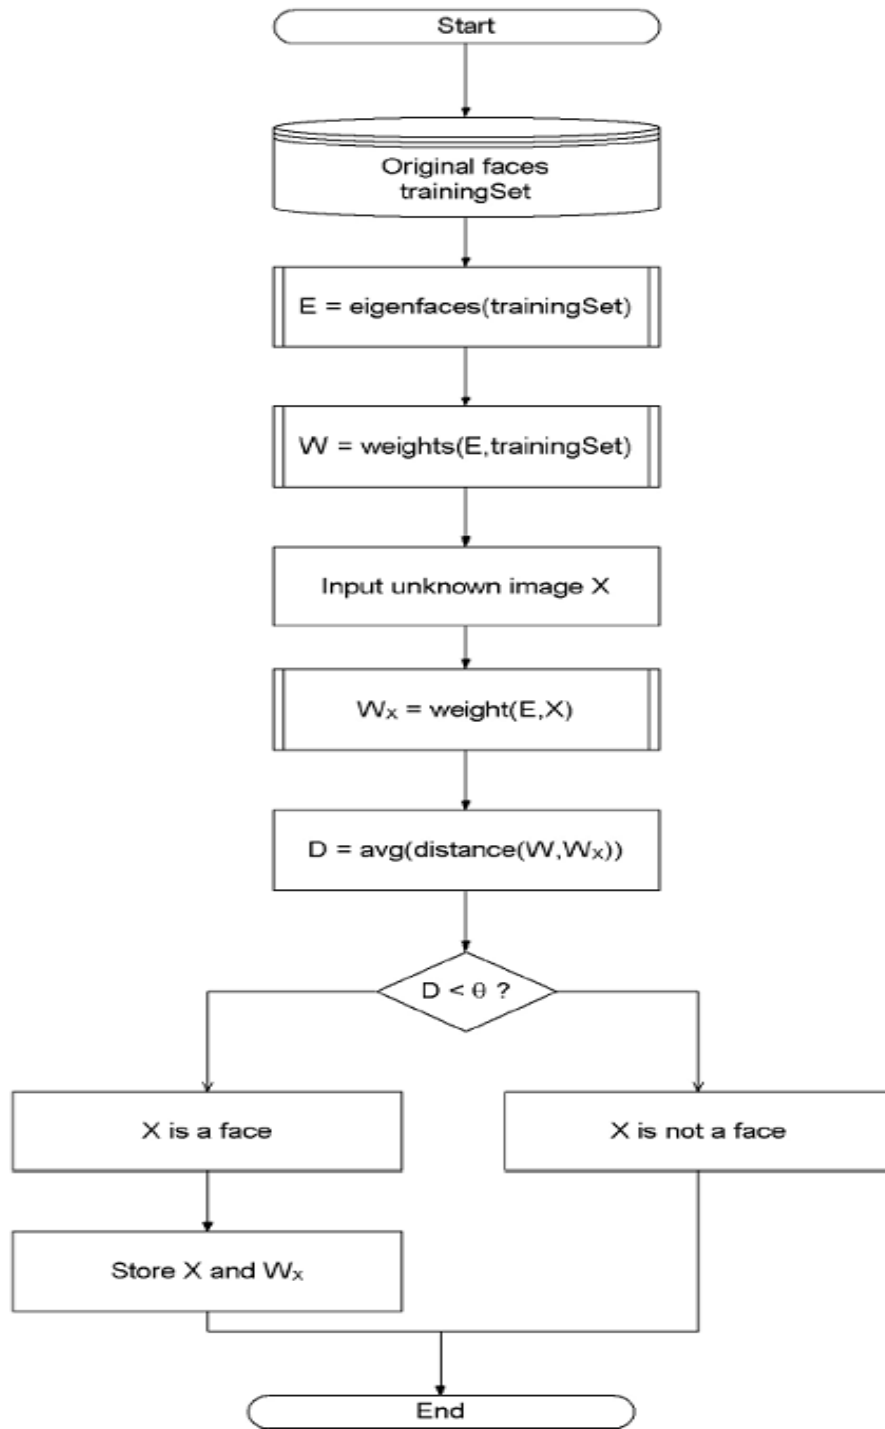 Start
Original faces
trainingSet
E = eigenfaces(trainingSet)
W = weights(E,trainingSet)
Input unknown image X
Wₓ = weight(E,X)
D = avg(distance(W,Wₓ))
D < θ ?
X is a face
X is not a face
Store X and Wₓ
End